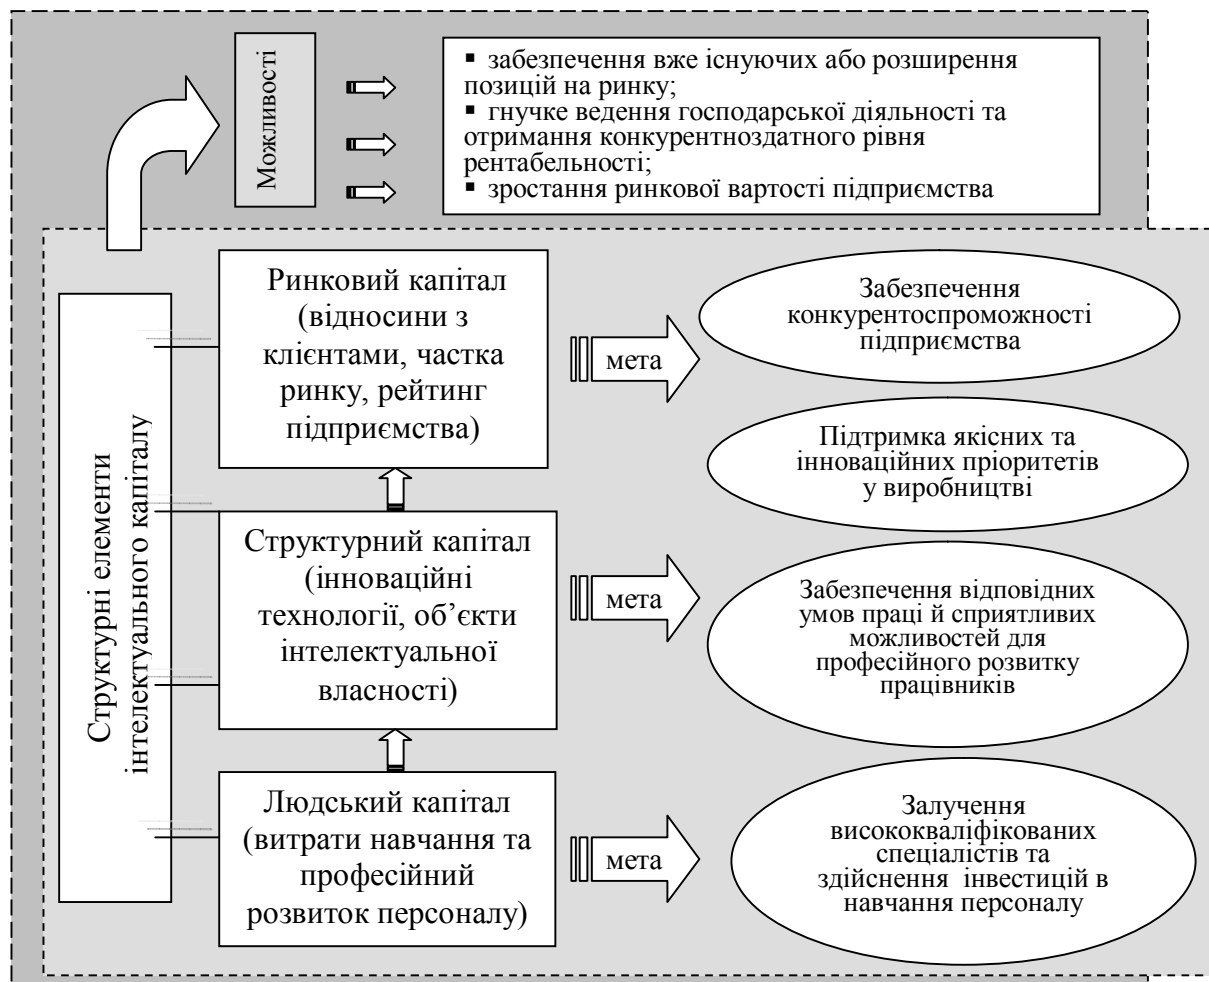 Можливості
▪ забезпечення вже існуючих або розширення
позицій на ринку;
▪ гнучке ведення господарської діяльності та
отримання конкурентноздатного рівня
рентабельності;
▪ зростання ринкової вартості підприємства
Структурні елементи
інтелектуального капіталу
Ринковий капітал
(відносини з
клієнтами, частка
ринку, рейтинг
підприємства)
мета
Забезпечення
конкурентоспроможності
підприємства
Підтримка якісних та
інноваційних пріоритетів
у виробництві
Структурний капітал
(інноваційні
технології, об’єкти
інтелектуальної
власності)
мета
Забезпечення відповідних
умов праці й сприятливих
можливостей для
професійного розвитку
працівників
Людський капітал
(витрати навчання та
професійний
розвиток персоналу)
мета
Залучення
висококваліфікованих
спеціалістів та
здійснення інвестицій в
навчання персоналу